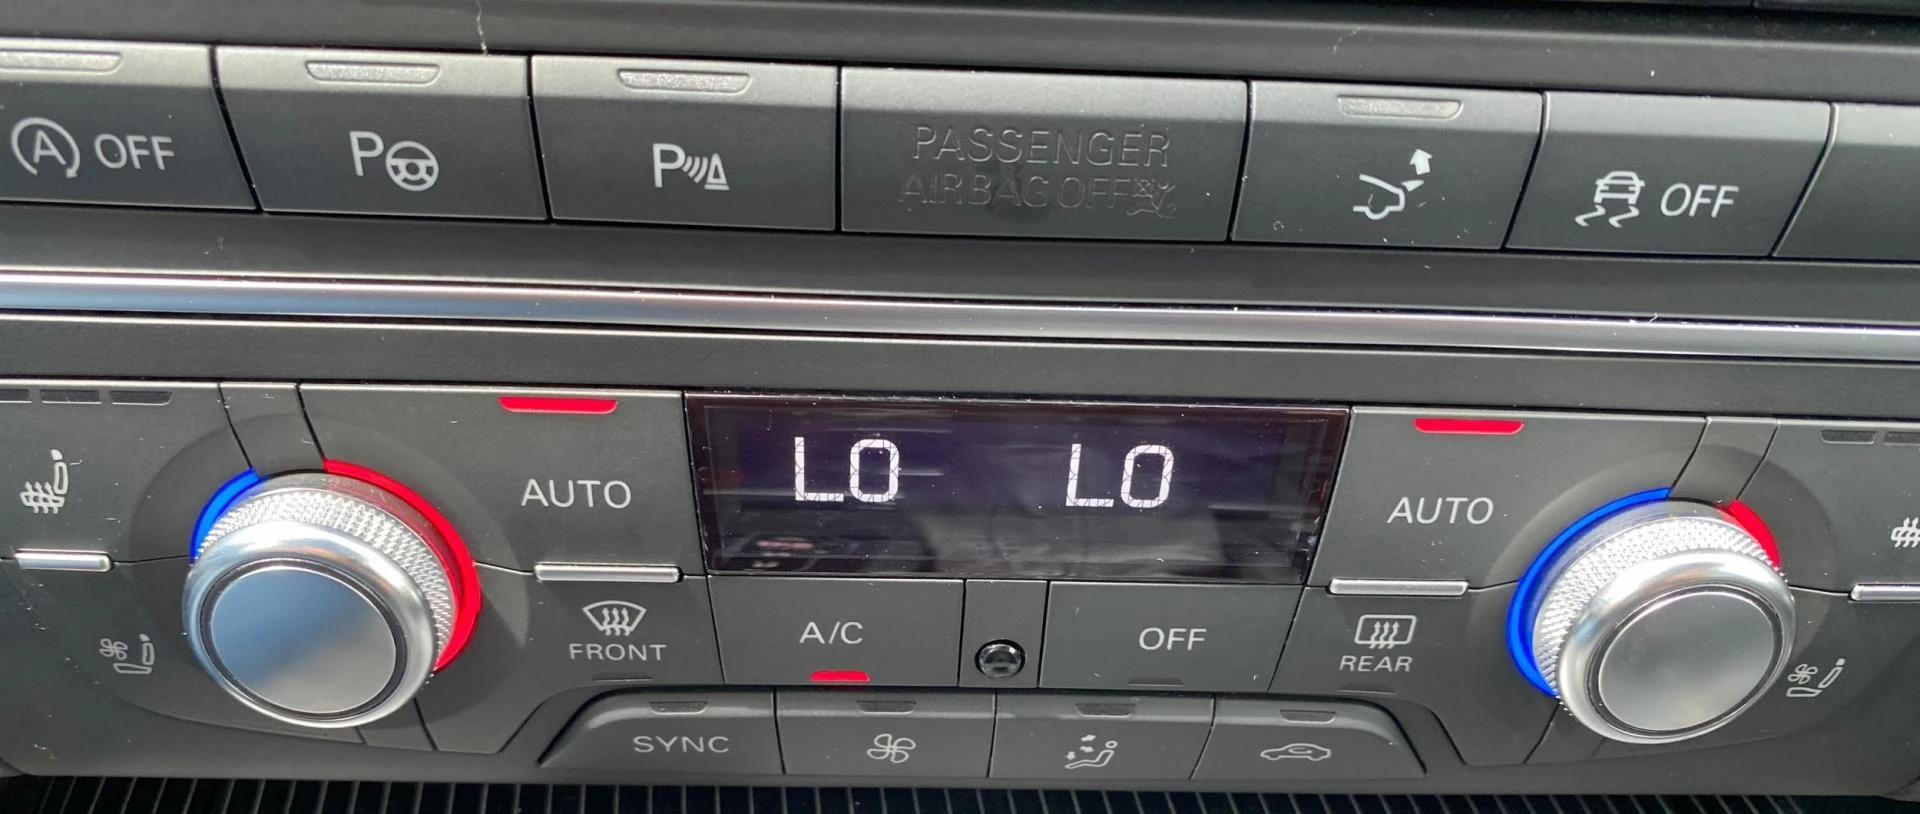 A OFF
P
P
PASSENGER
AIRBAG OFF
OFF
AUTO
LO LO
AUTO
FRONT
A/C
OFF
REAR
SYNC